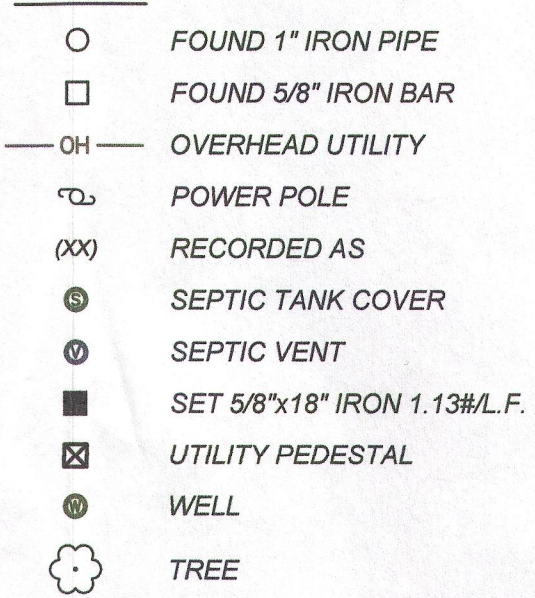 FOUND 1" IRON PIPE
FOUND 5/8" IRON BAR
OH OVERHEAD UTILITY
POWER POLE
(XX) RECORDED AS
S SEPTIC TANK COVER
V SEPTIC VENT
SET 5/8"x18" IRON 1.13#/L.F.
UTILITY PEDESTAL
W WELL
TREE